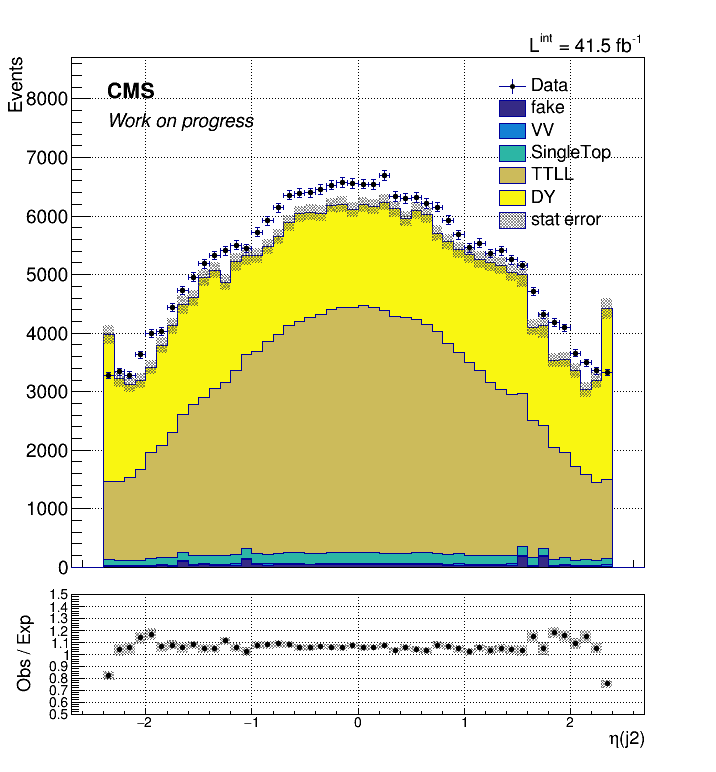 L^int = 41.5 fb^-1
Events
CMS
Work on progress
Data
fake
VV
SingleTop
TTLL
DY
stat error
8000
7000
6000
5000
4000
3000
2000
1000
0
Obs / Exp
1.5
1.4
1.3
1.2
1.1
1
0.9
0.8
0.7
0.6
0.5
−2 −1 0 1 2
η(j2)